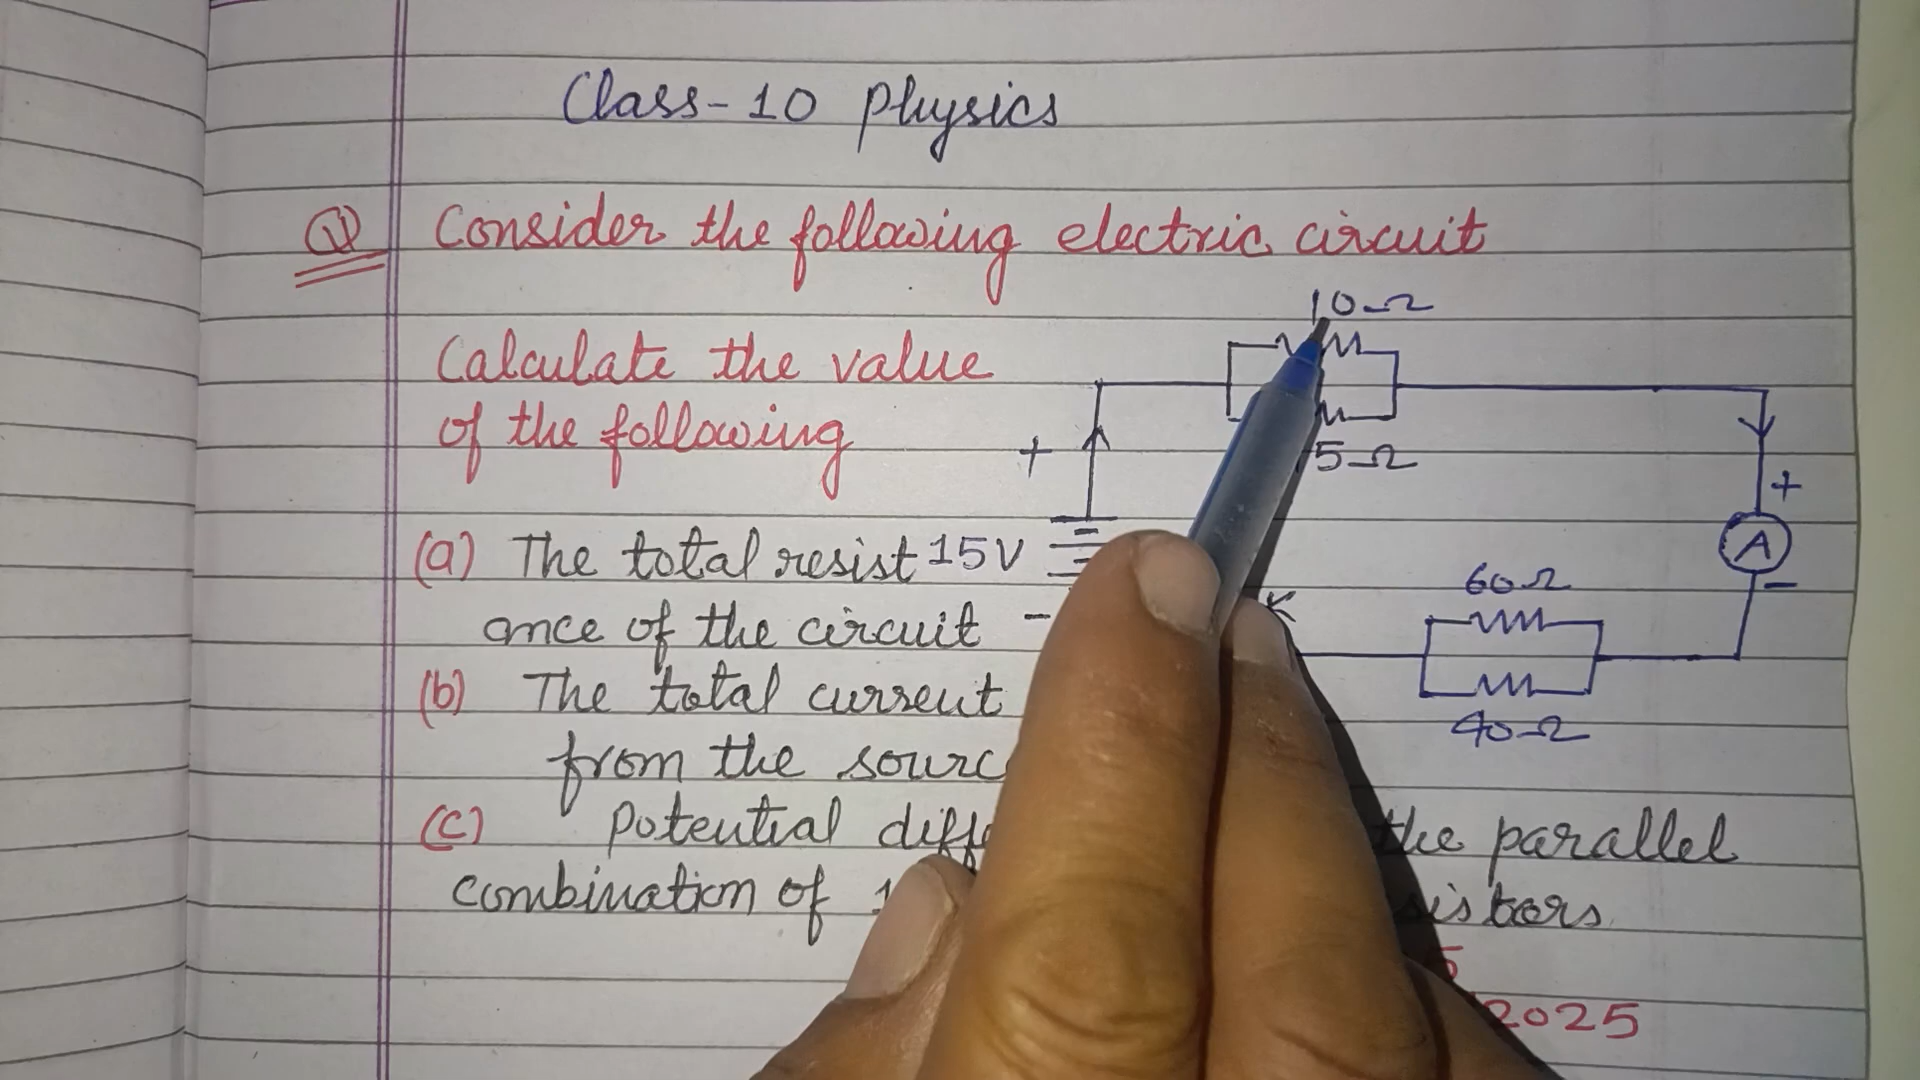 Class-10 Physics
Q Consider the following electric circuit
10Ω
Calculate the value
of the following
+
5Ω
+
A
-
(a) The total resist
15V
60Ω
ance of the circuit
-
K
40Ω
(b) The total current
from the
(c) Potential
the parallel
combination of
2025